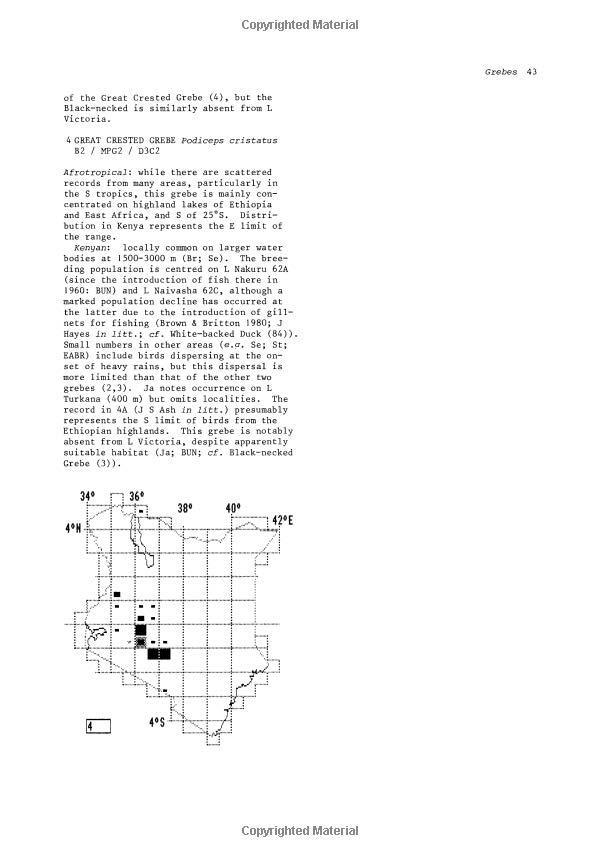 Copyrighted Material
Grebes 43
of the Great Crested Grebe (4), but the
Black-necked is similarly absent from L
Victoria.
4 GREAT CRESTED GREBE Podiceps cristatus
B2 / MPG2 / D3C2
Afrotropical: while there are scattered
records from many areas, particularly in
the S tropics, this grebe is mainly con-
centrated on highland lakes of Ethiopia
and East Africa, and S of 25°S. Distri-
bution in Kenya represents the E limit of
the range.
Kenyan: locally common on larger water
bodies at 1500-3000 m (Br; Se). The bree-
ding population is centred on L Nakuru 62A
(since the introduction of fish there in
1960: BUN) and L Naivasha 62C, although a
marked population decline has occurred at
the latter due to the introduction of gill-
nets for fishing (Brown & Britton 1980; J
Hayes in litt.; cf. White-backed Duck (84)).
Small numbers in other areas (e.g. Se; St;
EABR) include birds dispersing at the on-
set of heavy rains, but this dispersal is
more limited than that of the other two
grebes (2,3). Ja notes occurrence on L
Turkana (400 m) but omits localities. The
record in 4A (J S Ash in litt.) presumably
represents the S limit of birds from the
Ethiopian highlands. This grebe is notably
absent from L Victoria, despite apparently
suitable habitat (Ja; BUN; cf. Black-necked
Grebe (3)).
34° 36° 38° 40° 42°E
4°N
4°S
4
Copyrighted Material